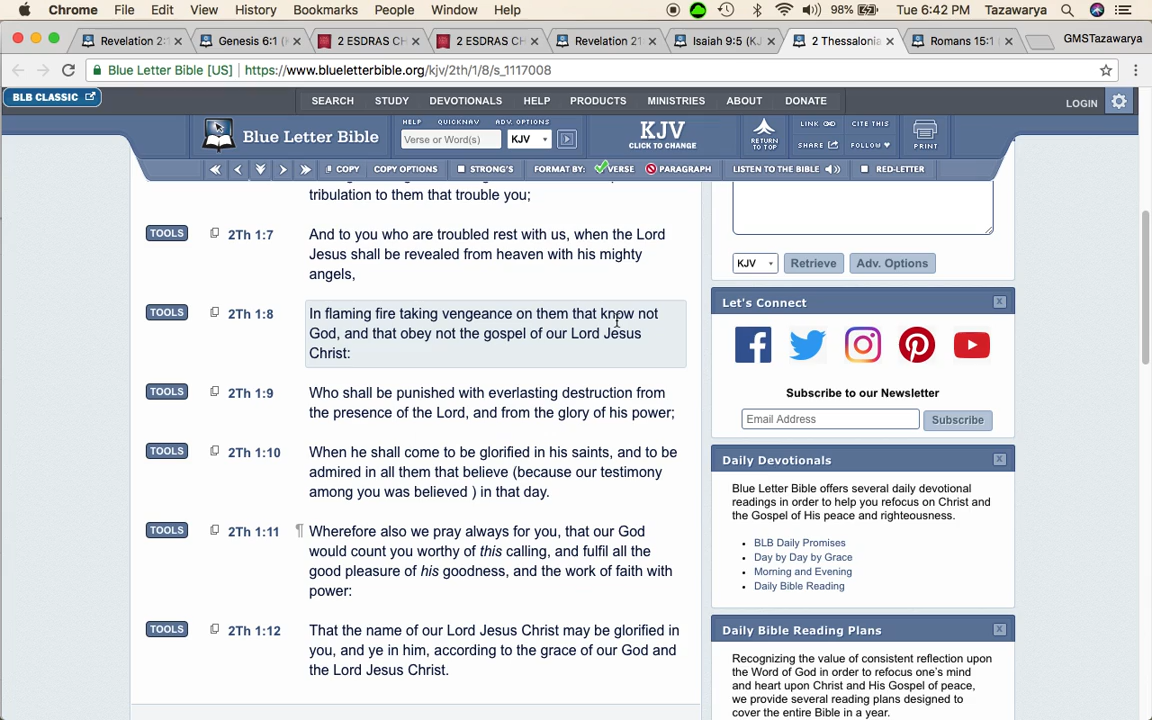 Chrome File Edit View History Bookmarks People Window Help 98% Tue 6:42 PM Tazawarya
Revelation 2:1 Genesis 6:1 (K 2 ESDRAS CH 2 ESDRAS CH Revelation 21 Isaiah 9:5 (KJ 2 Thessalonia Romans 15:1 GMSTazawarya
Blue Letter Bible [US] https://www.blueletterbible.org/kjv/2th/1/8/s_1117008
BLB CLASSIC SEARCH STUDY DEVOTIONALS HELP PRODUCTS MINISTRIES ABOUT DONATE LOGIN
HELP QUICKNAV ADV. OPTIONS
Blue Letter Bible Verse or Word(s) KJV KJV CLICK TO CHANGE RETURN TO TOP LINK CITE THIS SHARE FOLLOW PRINT
COPY COPY OPTIONS STRONG'S FORMAT BY: VERSE PARAGRAPH LISTEN TO THE BIBLE RED-LETTER
tribulation to them that trouble you;
TOOLS 2Th 1:7 And to you who are troubled rest with us, when the Lord
Jesus shall be revealed from heaven with his mighty
angels,
TOOLS 2Th 1:8 In flaming fire taking vengeance on them that know not
God, and that obey not the gospel of our Lord Jesus
Christ:
TOOLS 2Th 1:9 Who shall be punished with everlasting destruction from
the presence of the Lord, and from the glory of his power;
TOOLS 2Th 1:10 When he shall come to be glorified in his saints, and to be
admired in all them that believe (because our testimony
among you was believed ) in that day.
TOOLS 2Th 1:11 ¶ Wherefore also we pray always for you, that our God
would count you worthy of this calling, and fulfil all the
good pleasure of his goodness, and the work of faith with
power:
TOOLS 2Th 1:12 That the name of our Lord Jesus Christ may be glorified in
you, and ye in him, according to the grace of our God and
the Lord Jesus Christ.
KJV Retrieve Adv. Options
Let's Connect
Subscribe to our Newsletter
Email Address Subscribe
Daily Devotionals
Blue Letter Bible offers several daily devotional
readings in order to help you refocus on Christ and
the Gospel of His peace and righteousness.
• BLB Daily Promises
• Day by Day by Grace
• Morning and Evening
• Daily Bible Reading
Daily Bible Reading Plans
Recognizing the value of consistent reflection upon
the Word of God in order to refocus one's mind
and heart upon Christ and His Gospel of peace,
we provide several reading plans designed to
cover the entire Bible in a year.